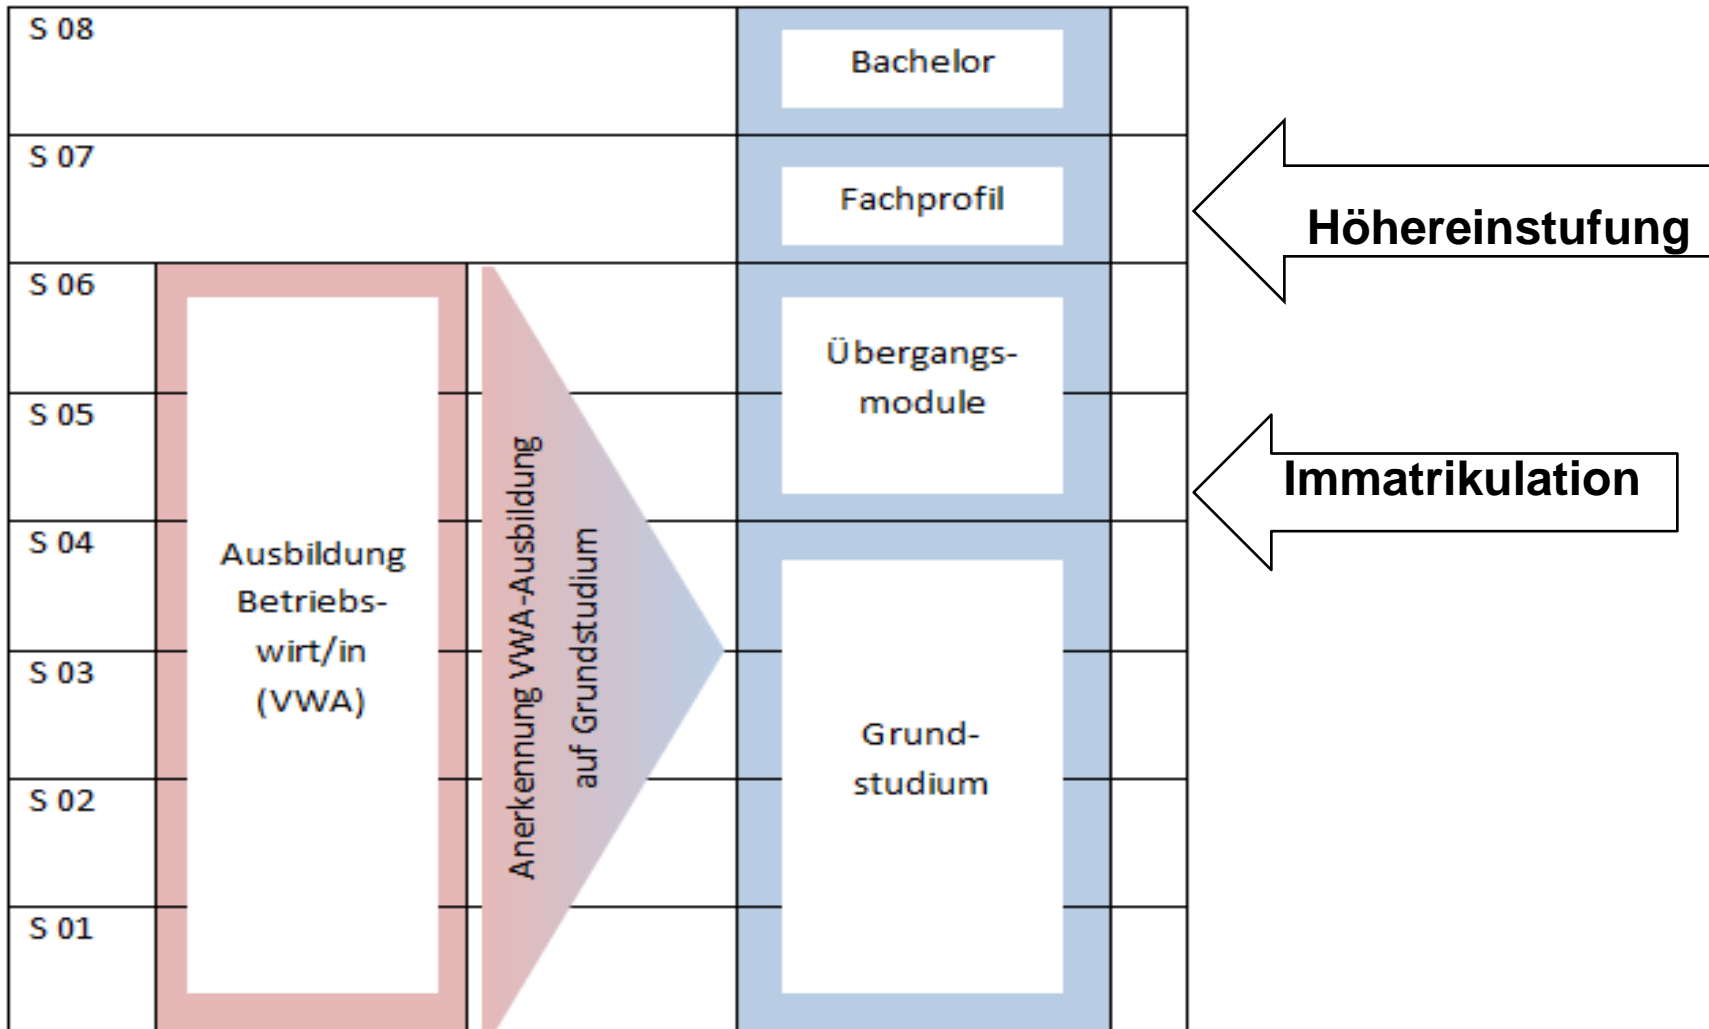 S 08
Bachelor
S 07
Fachprofil
Höhereinstufung
S 06
Übergangs-
module
S 05
Immatrikulation
S 04
Ausbildung
Betriebs-
wirt/in
(VWA)
Anerkennung VWA-Ausbildung
auf Grundstudium
S 03
Grund-
studium
S 02
S 01